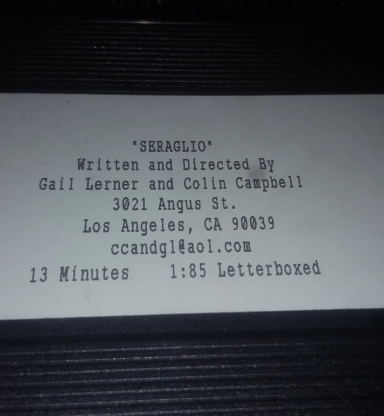 "SERAGLIO"
Written and Directed By
Gail Lerner and Colin Campbell
3021 Angus St.
Los Angeles, CA 90039
ccandgl@aol.com
13 Minutes 1:85 Letterboxed